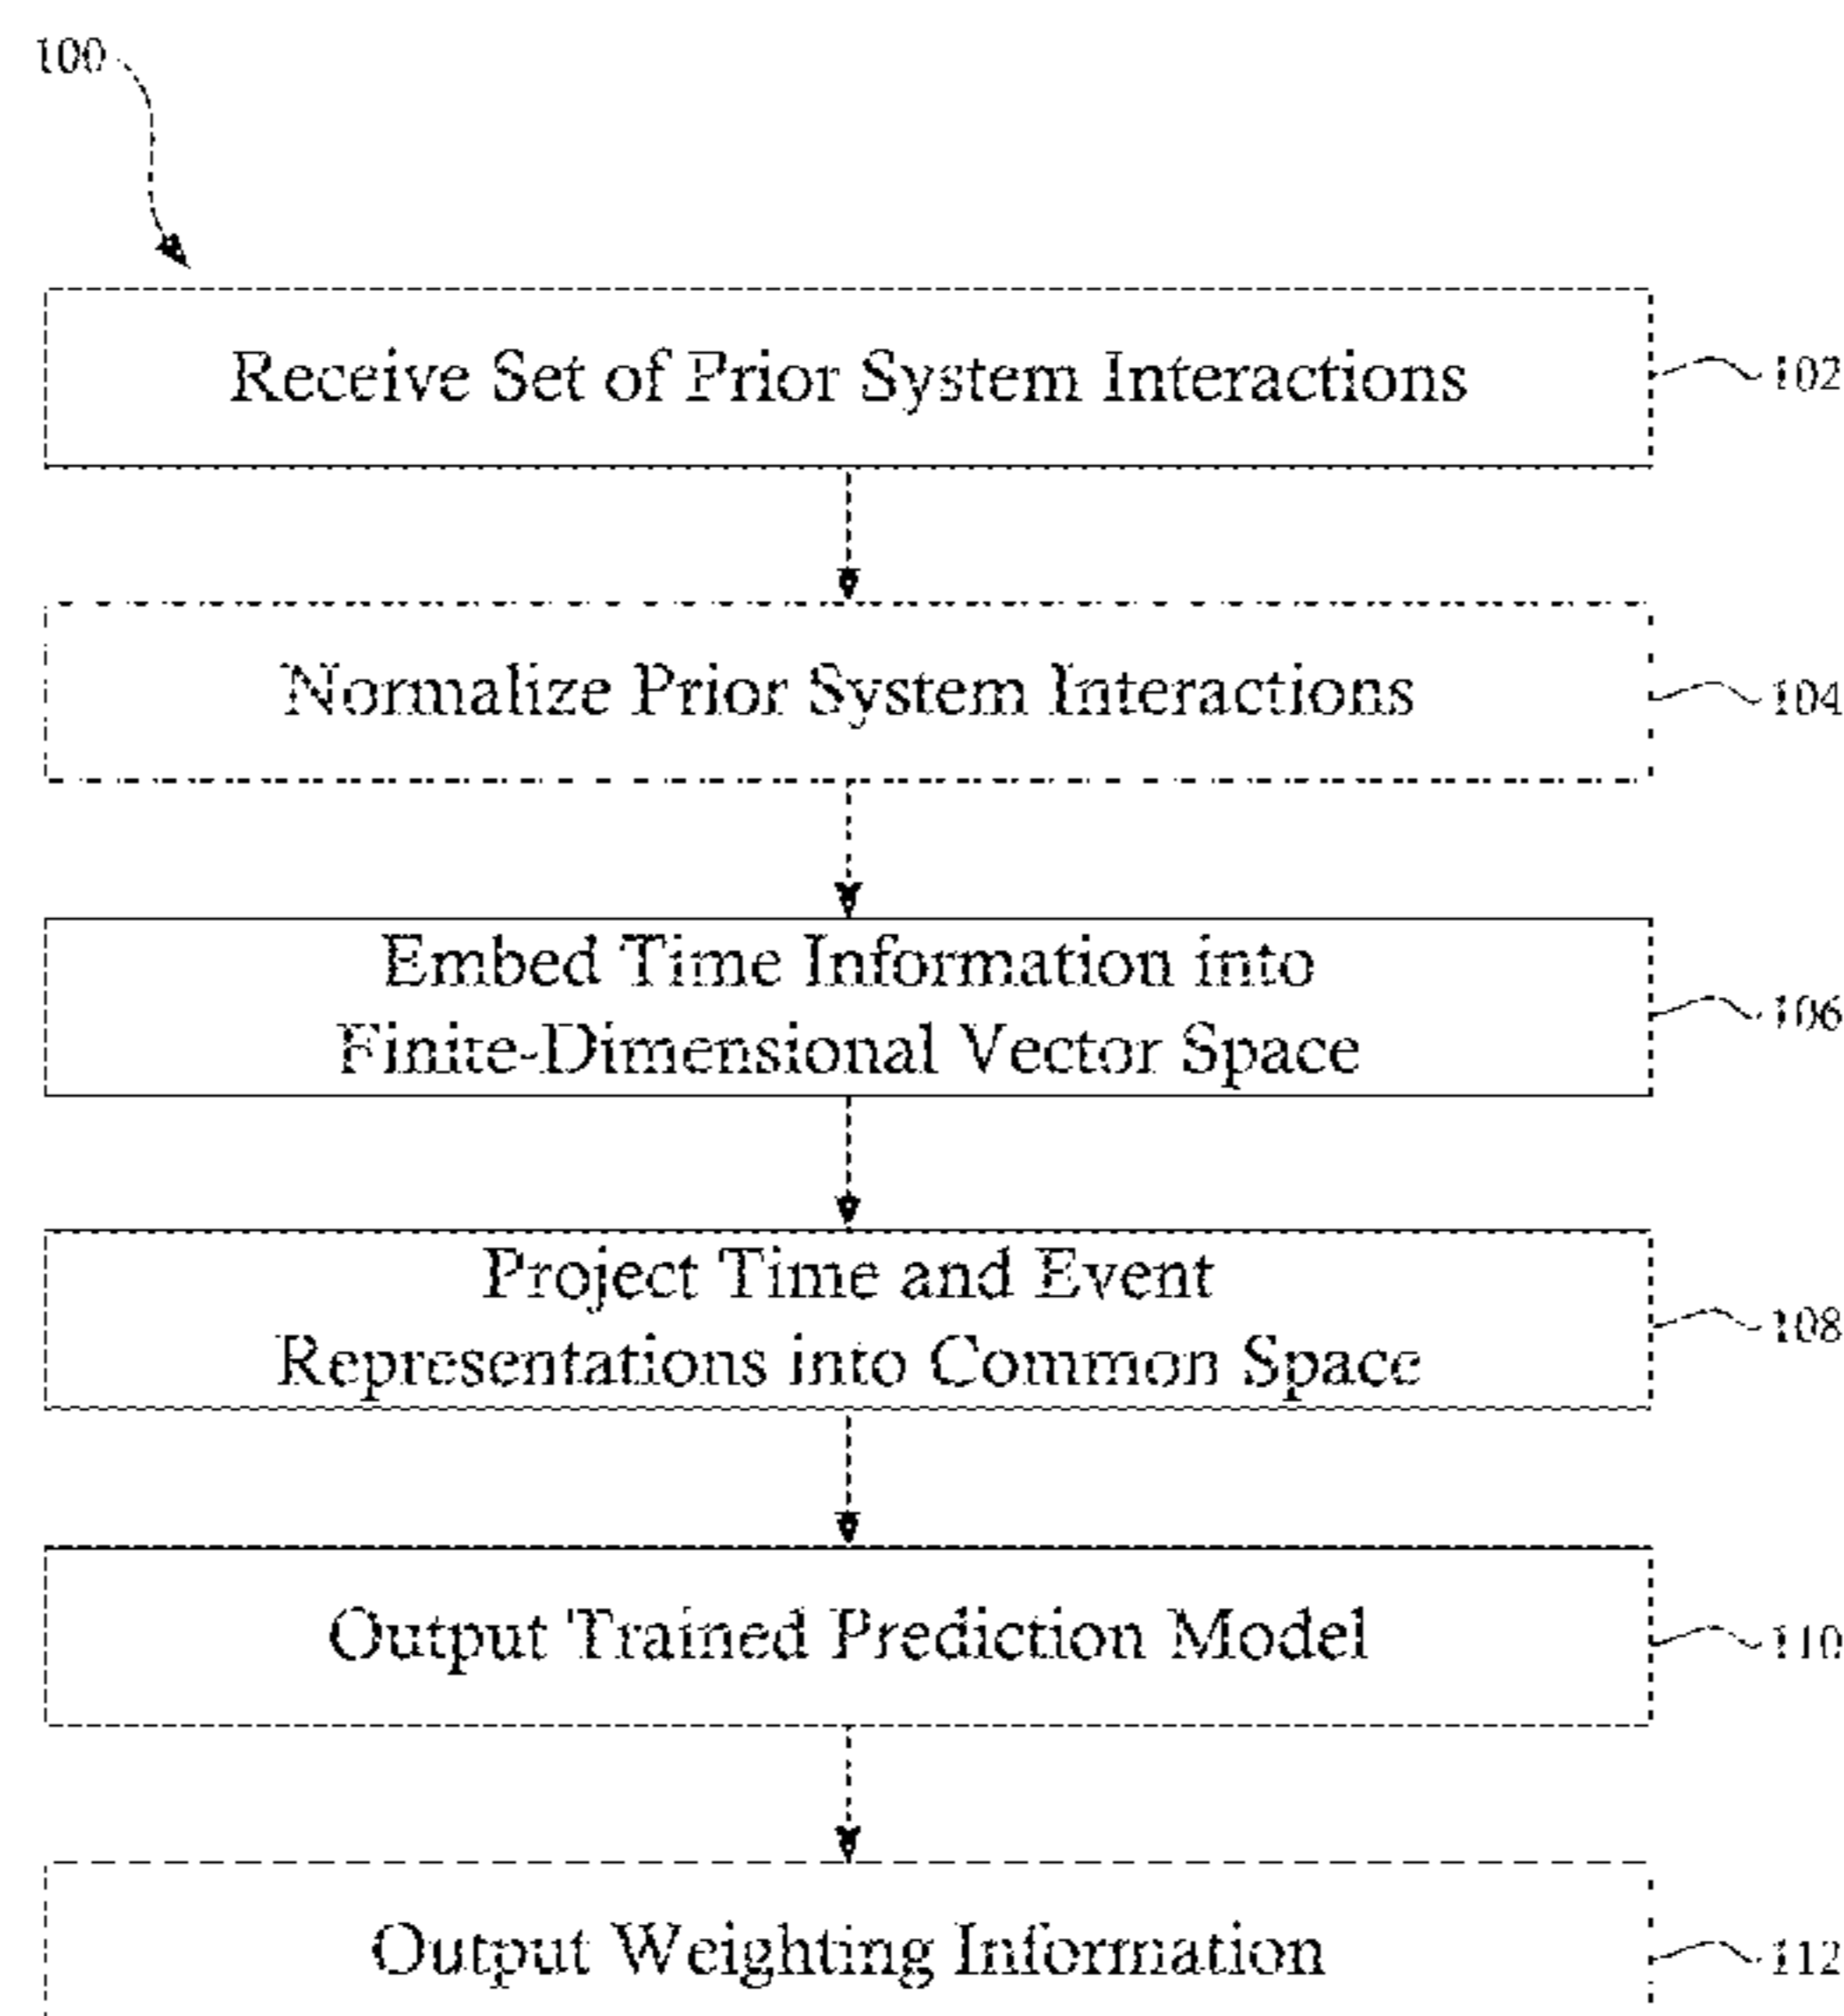 100
Receive Set of Prior System Interactions
102
Normalize Prior System Interactions
104
Embed Time Information into
Finite-Dimensional Vector Space
106
Project Time and Event
Representations into Common Space
108
Output Trained Prediction Model
110
Output Weighting Information
112